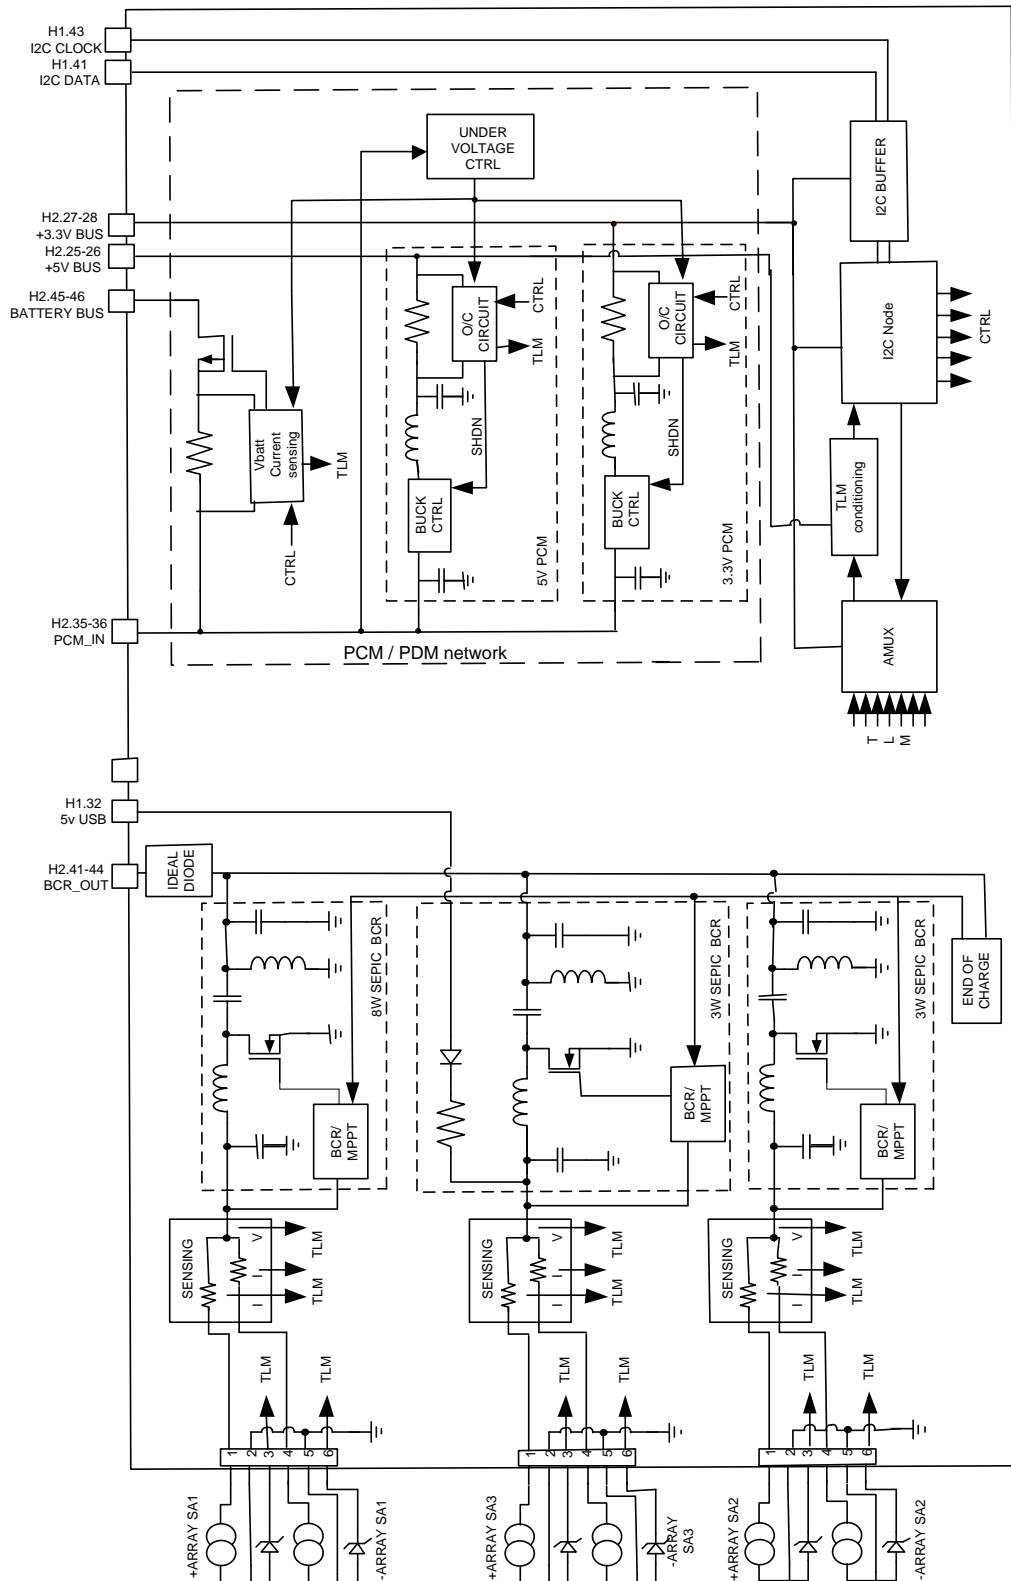 H1.43
I2C CLOCK
H1.41
I2C DATA
UNDER
VOLTAGE
CTRL
I2C BUFFER
H2.27-28
+3.3V BUS
H2.25-26
+5V BUS
H2.45-46
BATTERY BUS
O/C
CIRCUIT
CTRL
TLM
SHDN
BUCK
CTRL
5V PCM
O/C
CIRCUIT
CTRL
TLM
SHDN
BUCK
CTRL
3.3V PCM
Vbatt
Current
sensing
TLM
CTRL
I2C Node
CTRL
TLM
conditioning
AMUX
T
L
M
H2.35-36
PCM_IN
PCM / PDM network
H1.32
5v USB
H2.41-44
BCR_OUT
IDEAL
DIODE
8W SEPIC BCR
BCR/
MPPT
3W SEPIC BCR
BCR/
MPPT
3W SEPIC BCR
BCR/
MPPT
END OF
CHARGE
SENSING
V
I
I
TLM
TLM
SENSING
V
I
I
TLM
TLM
SENSING
V
I
I
TLM
TLM
TLM
TLM
TLM
TLM
TLM
TLM
1 2 3 4 5 6
1 2 3 4 5 6
1 2 3 4 5 6
+ARRAY SA1
-ARRAY SA1
+ARRAY SA3
-ARRAY
SA3
+ARRAY SA2
-ARRAY SA2